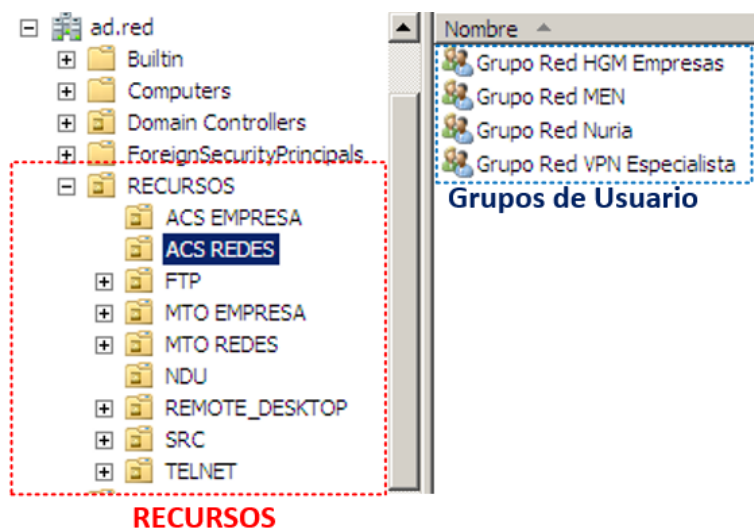 ad.red
Builtin
Computers
Domain Controllers
ForeignSecurityPrincipals
RECURSOS
ACS EMPRESA
ACS REDES
FTP
MTO EMPRESA
MTO REDES
NDU
REMOTE_DESKTOP
SRC
TELNET
RECURSOS
Nombre
Grupo Red HGM Empresas
Grupo Red MEN
Grupo Red Nuria
Grupo Red VPN Especialista
Grupos de Usuario